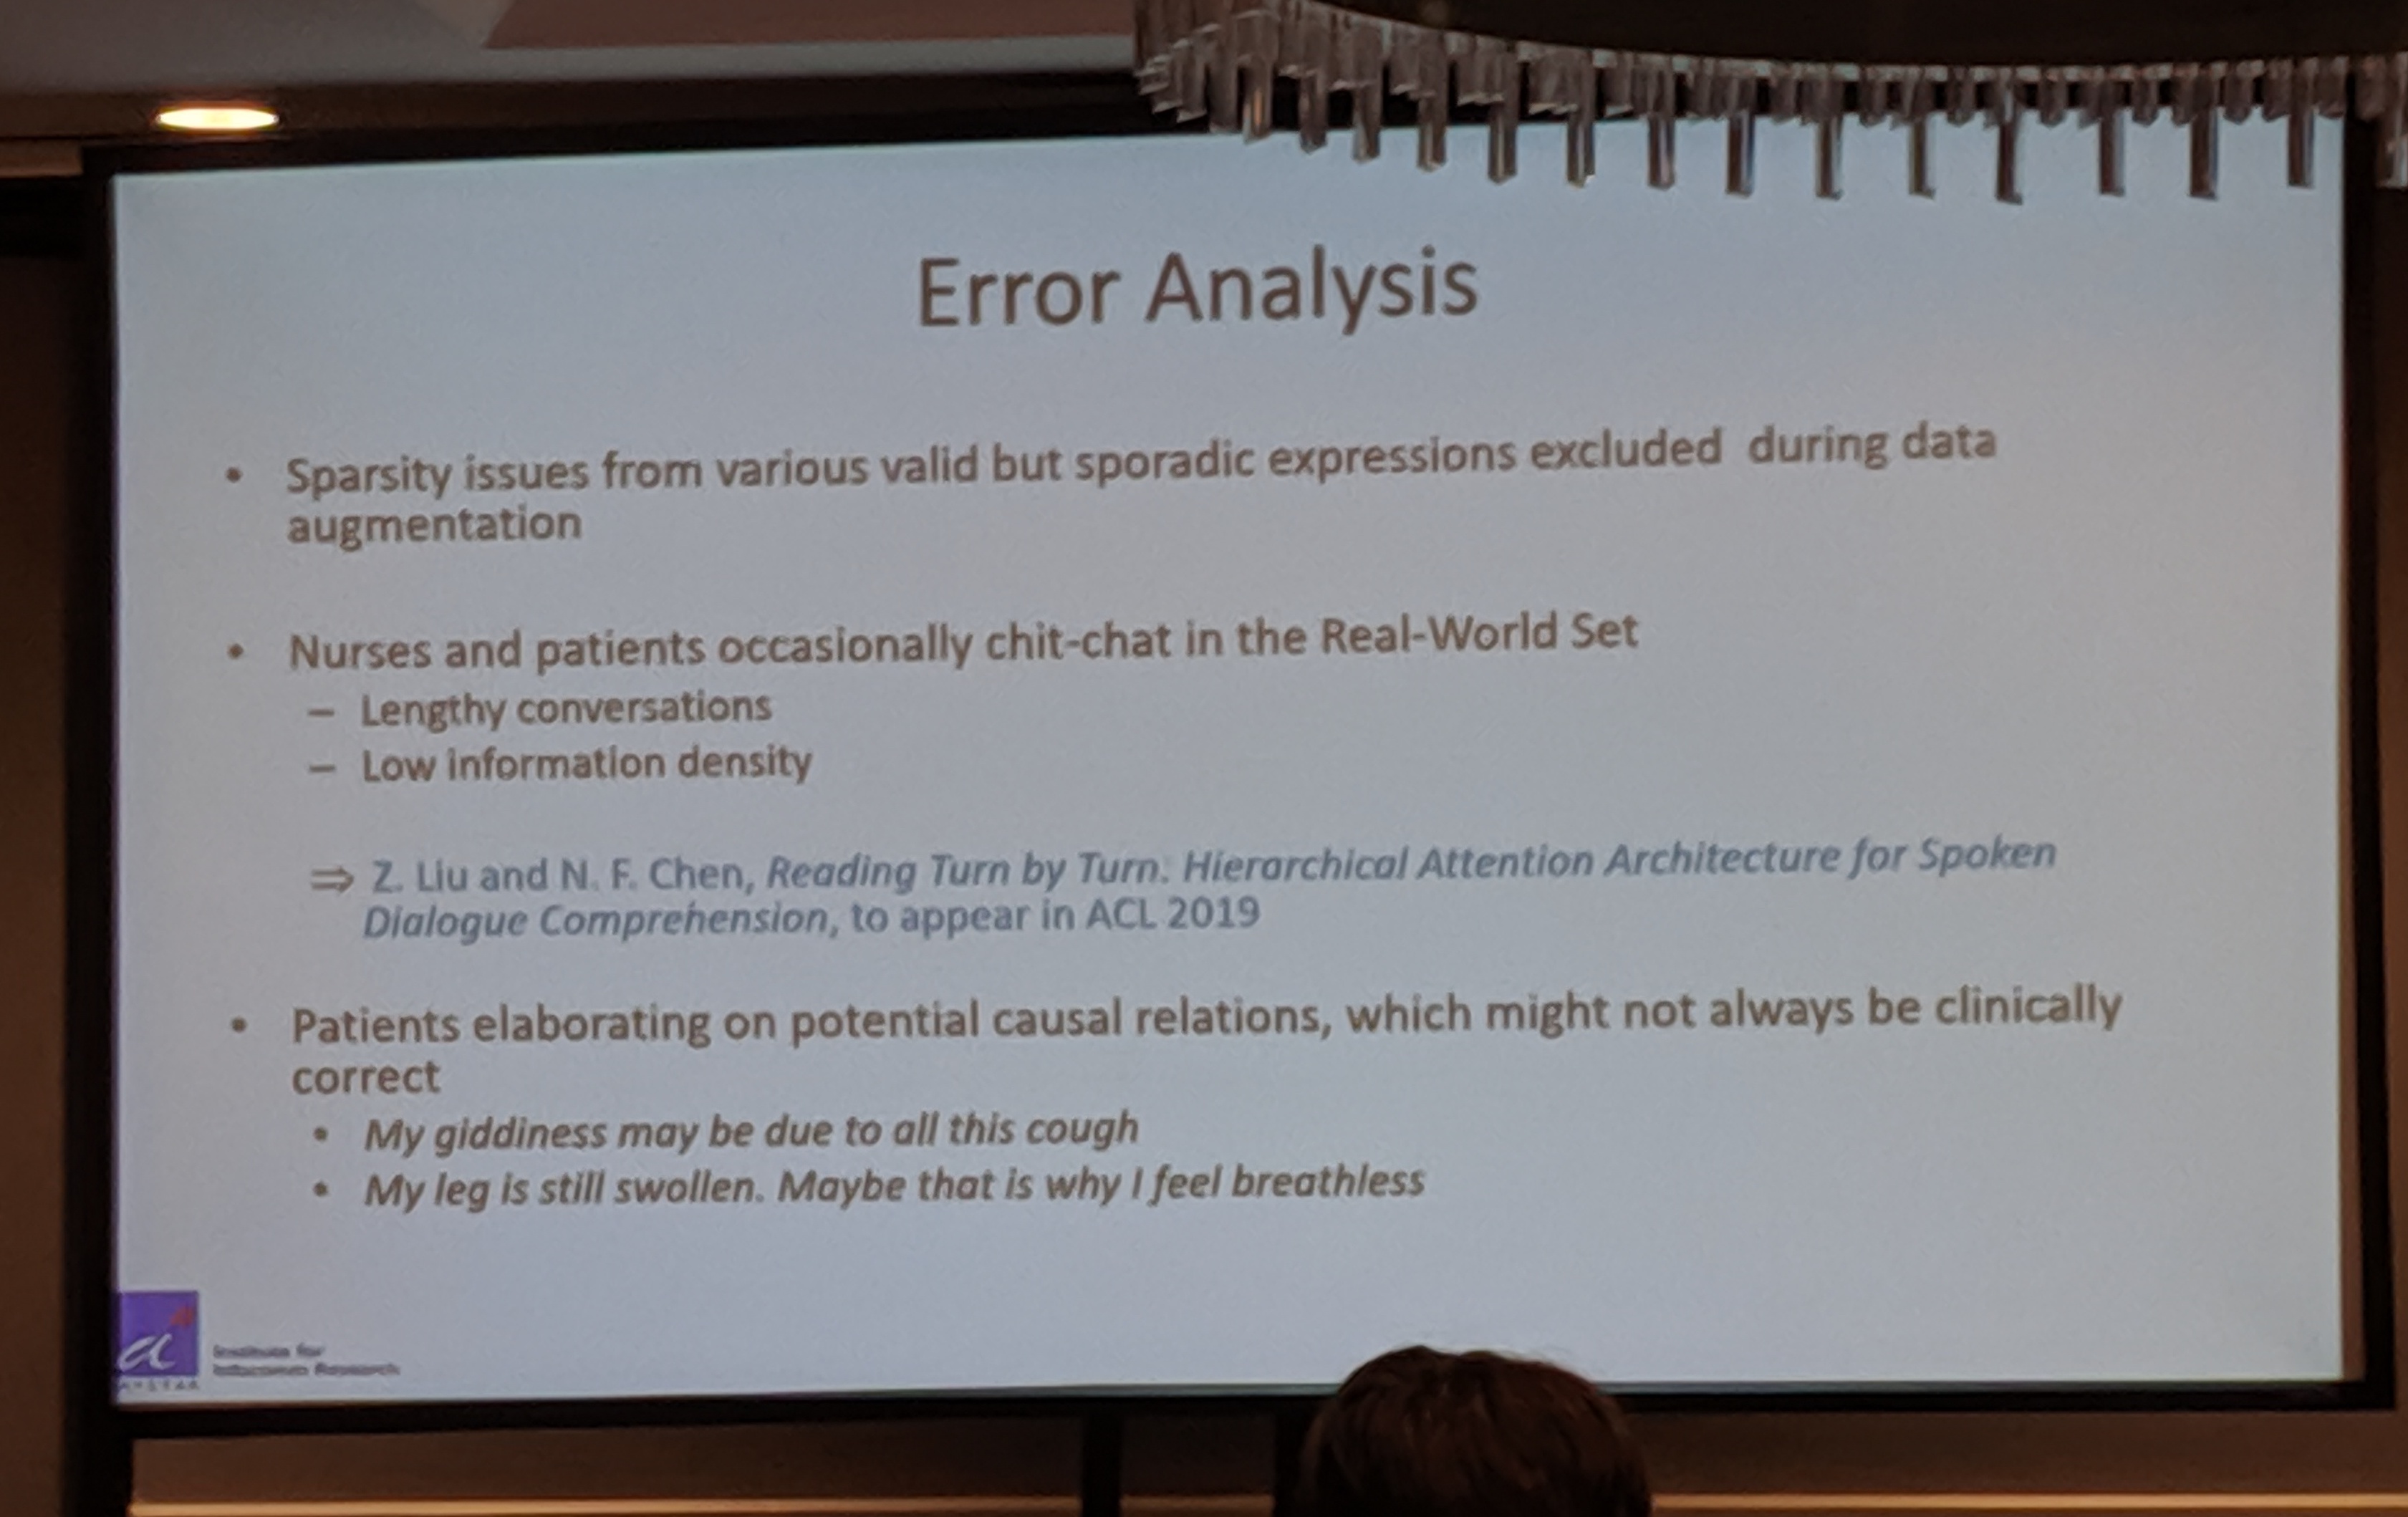 Error Analysis
• Sparsity issues from various valid but sporadic expressions excluded during data
augmentation
• Nurses and patients occasionally chit-chat in the Real-World Set
– Lengthy conversations
– Low information density
⇒ Z. Liu and N. F. Chen, Reading Turn by Turn: Hierarchical Attention Architecture for Spoken
Dialogue Comprehension, to appear in ACL 2019
• Patients elaborating on potential causal relations, which might not always be clinically
correct
• My giddiness may be due to all this cough
• My leg is still swollen. Maybe that is why I feel breathless
Institute for
Infocomm Research